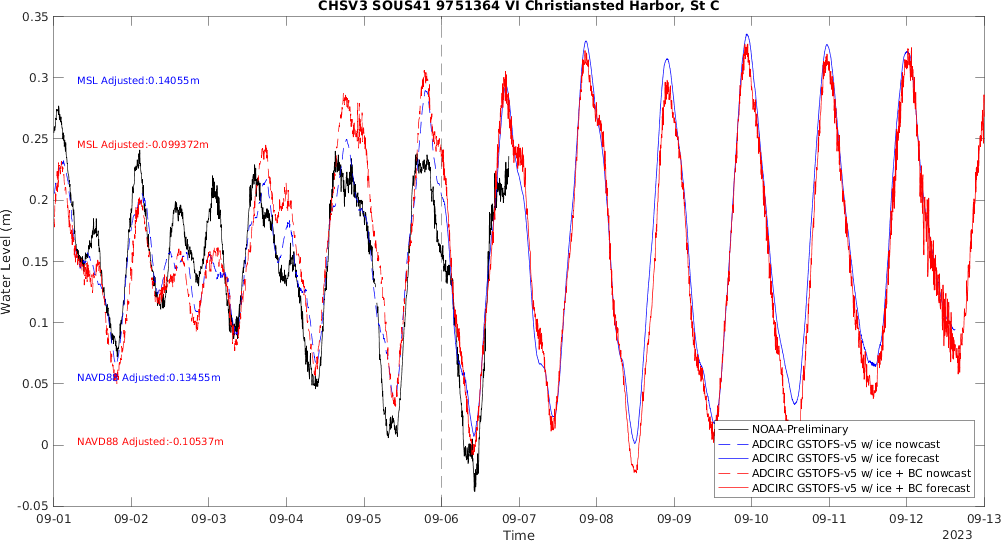 CHSV3 SOUS41 9751364 VI Christiansted Harbor, St C
0.35
0.3
0.25
0.2
0.15
0.1
0.05
0
-0.05
Water Level (m)
MSL Adjusted:0.14055m
MSL Adjusted:-0.099372m
NAVD88 Adjusted:0.13455m
NAVD88 Adjusted:-0.10537m
NOAA-Preliminary
ADCIRC GSTOFS-v5 w/ ice nowcast
ADCIRC GSTOFS-v5 w/ ice forecast
ADCIRC GSTOFS-v5 w/ ice + BC nowcast
ADCIRC GSTOFS-v5 w/ ice + BC forecast
09-01 09-02 09-03 09-04 09-05 09-06 09-07 09-08 09-09 09-10 09-11 09-12 09-13
Time
2023